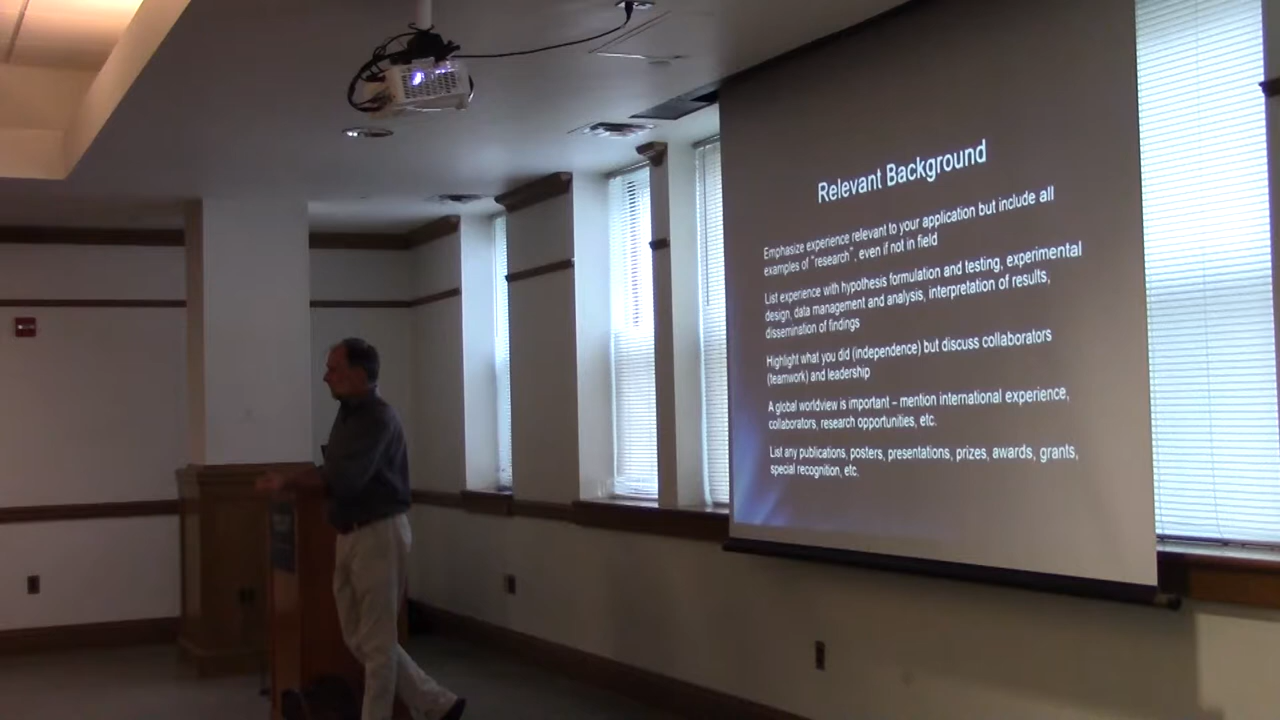 Relevant Background
Emphasize experience relevant to your application but include all
examples of "research", even if not in field
List experience with hypothesis formulation and testing, experimental
design, data management and analysis, interpretation of results,
dissemination of findings
Highlight what you did (independence) but discuss collaborators
(teamwork) and leadership
A global worldview is important – mention international experience,
collaborators, research opportunities, etc.
List any publications, posters, presentations, prizes, awards, grants,
special recognition, etc.